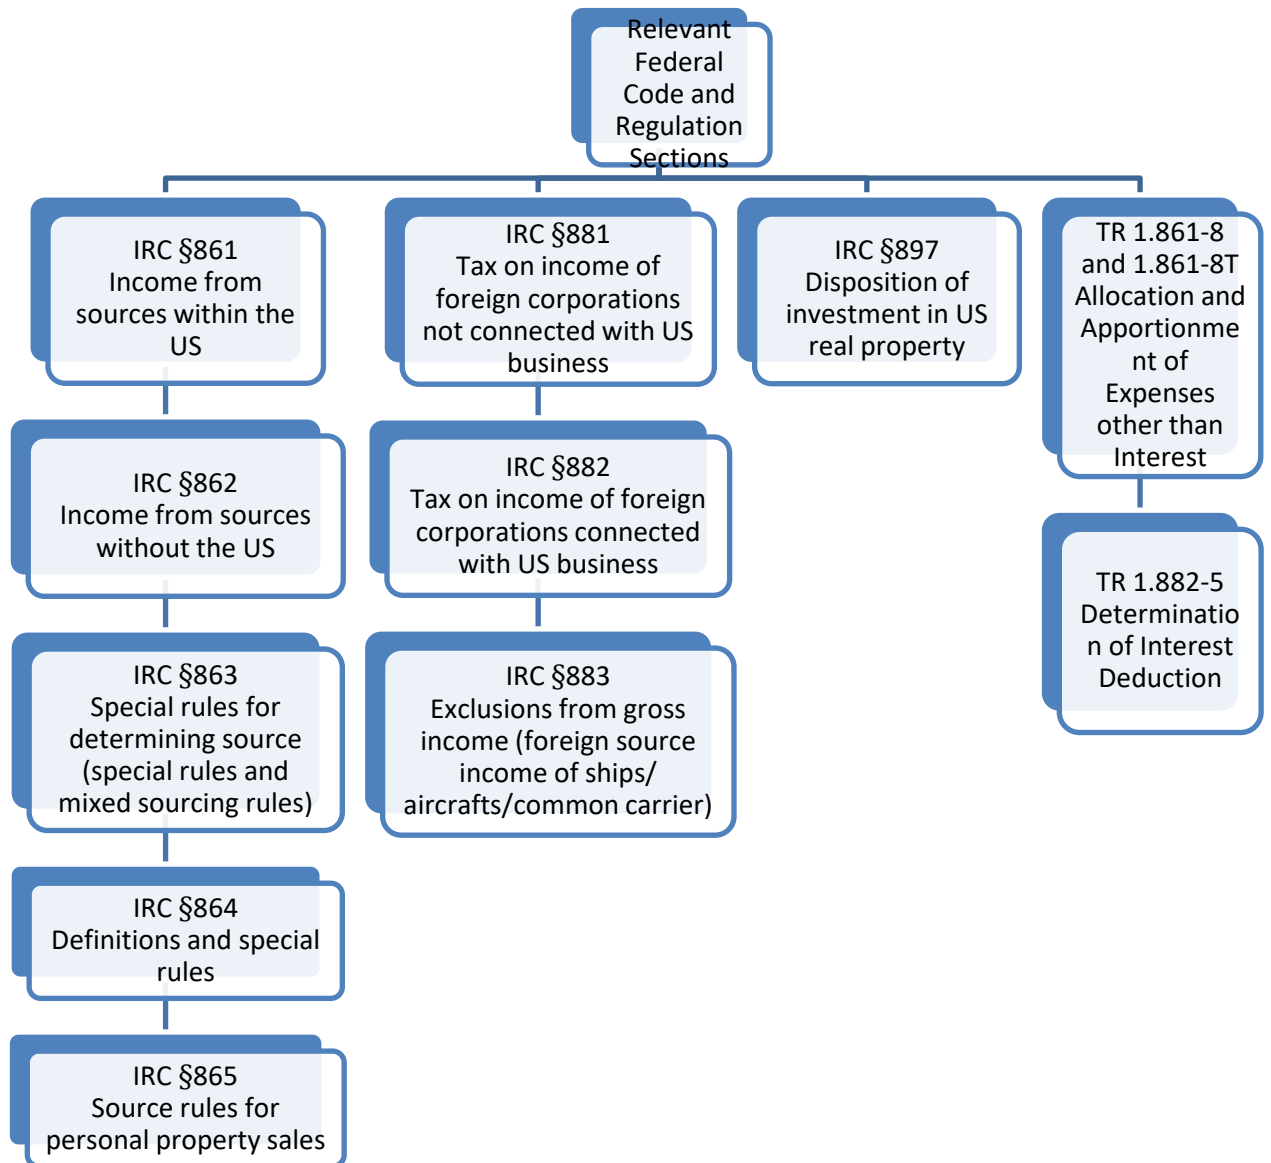 Relevant
Federal
Code and
Regulation
Sections
IRC §861
Income from
sources within the
US
IRC §862
Income from sources
without the US
IRC §863
Special rules for
determining source
(special rules and
mixed sourcing rules)
IRC §864
Definitions and special
rules
IRC §865
Source rules for
personal property sales
IRC §881
Tax on income of
foreign corporations
not connected with US
business
IRC §882
Tax on income of foreign
corporations connected
with US business
IRC §883
Exclusions from gross
income (foreign source
income of ships/
aircrafts/common carrier)
IRC §897
Disposition of
investment in US
real property
TR 1.861-8
and 1.861-8T
Allocation and
Apportionme
nt of
Expenses
other than
Interest
TR 1.882-5
Determinatio
n of Interest
Deduction